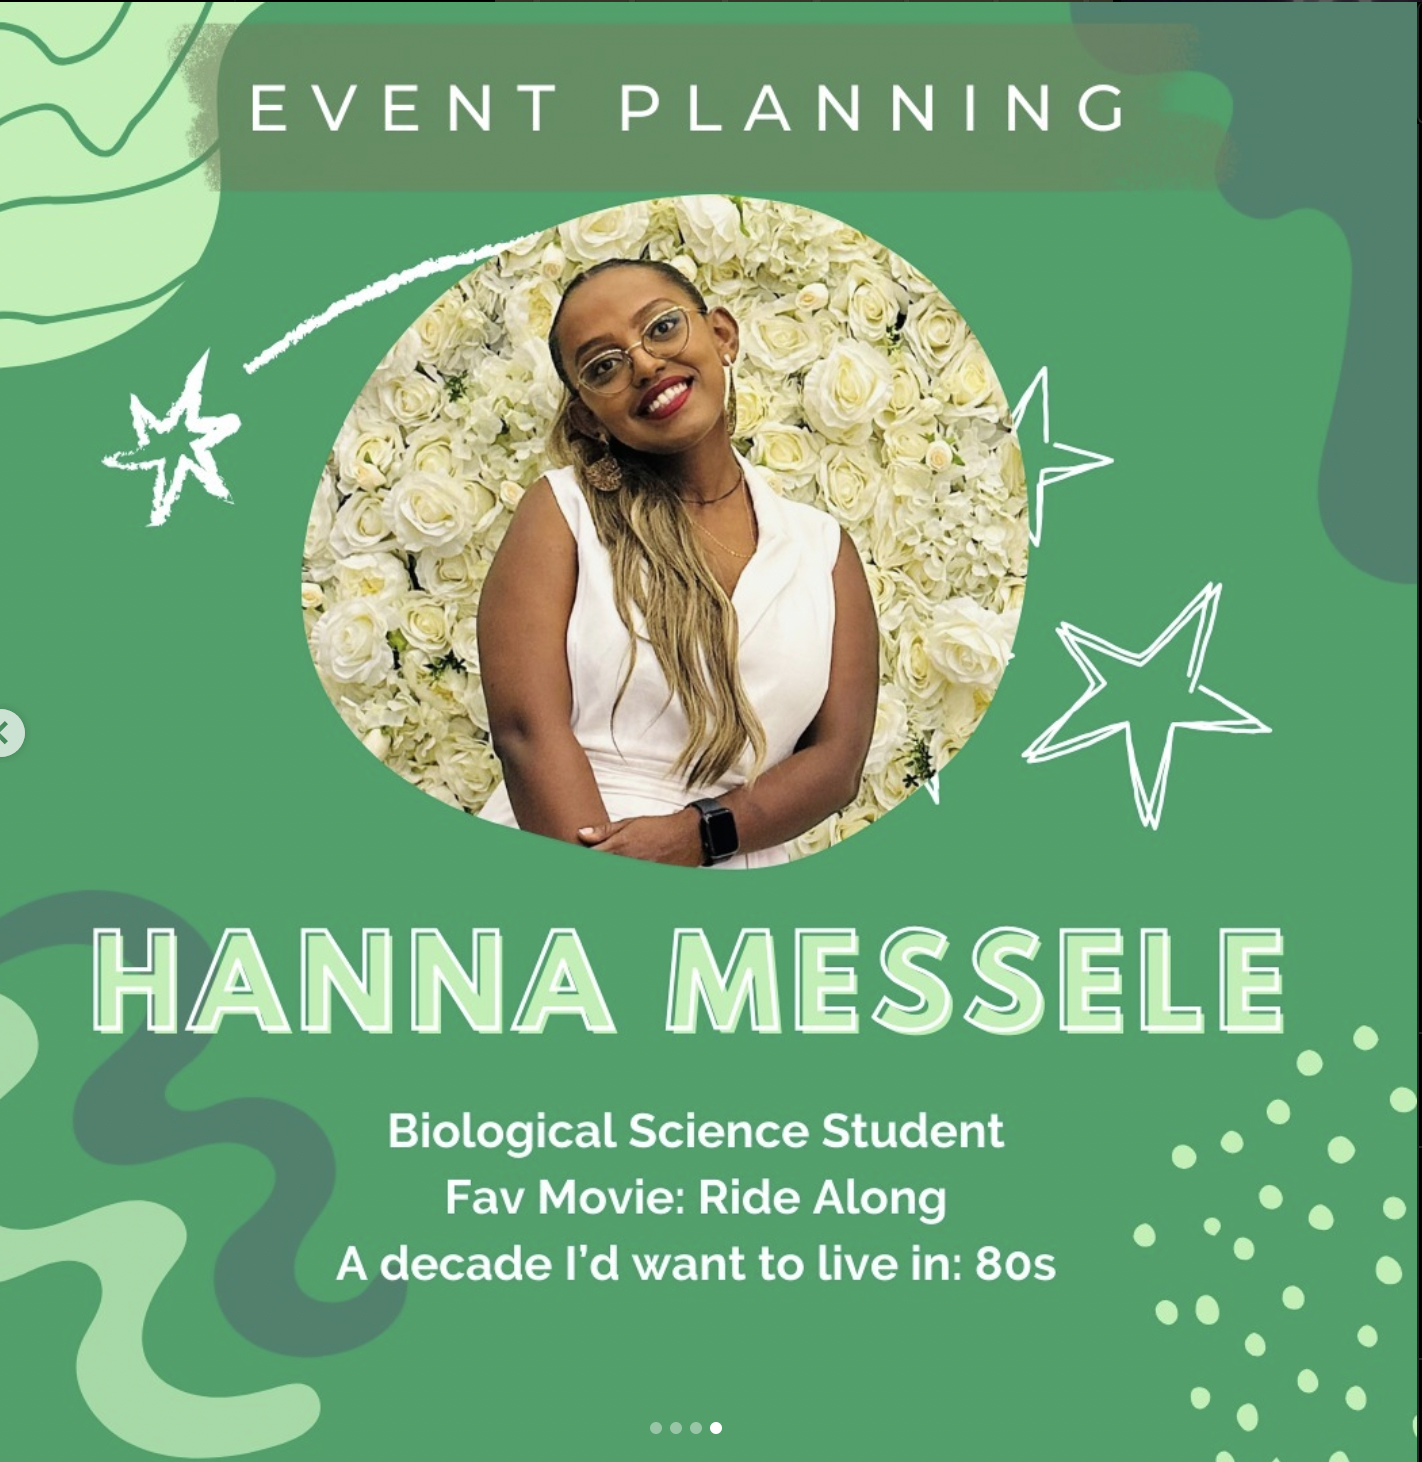 EVENT PLANNING
HANNA MESSELE
Biological Science Student
Fav Movie: Ride Along
A decade I’d want to live in: 80s